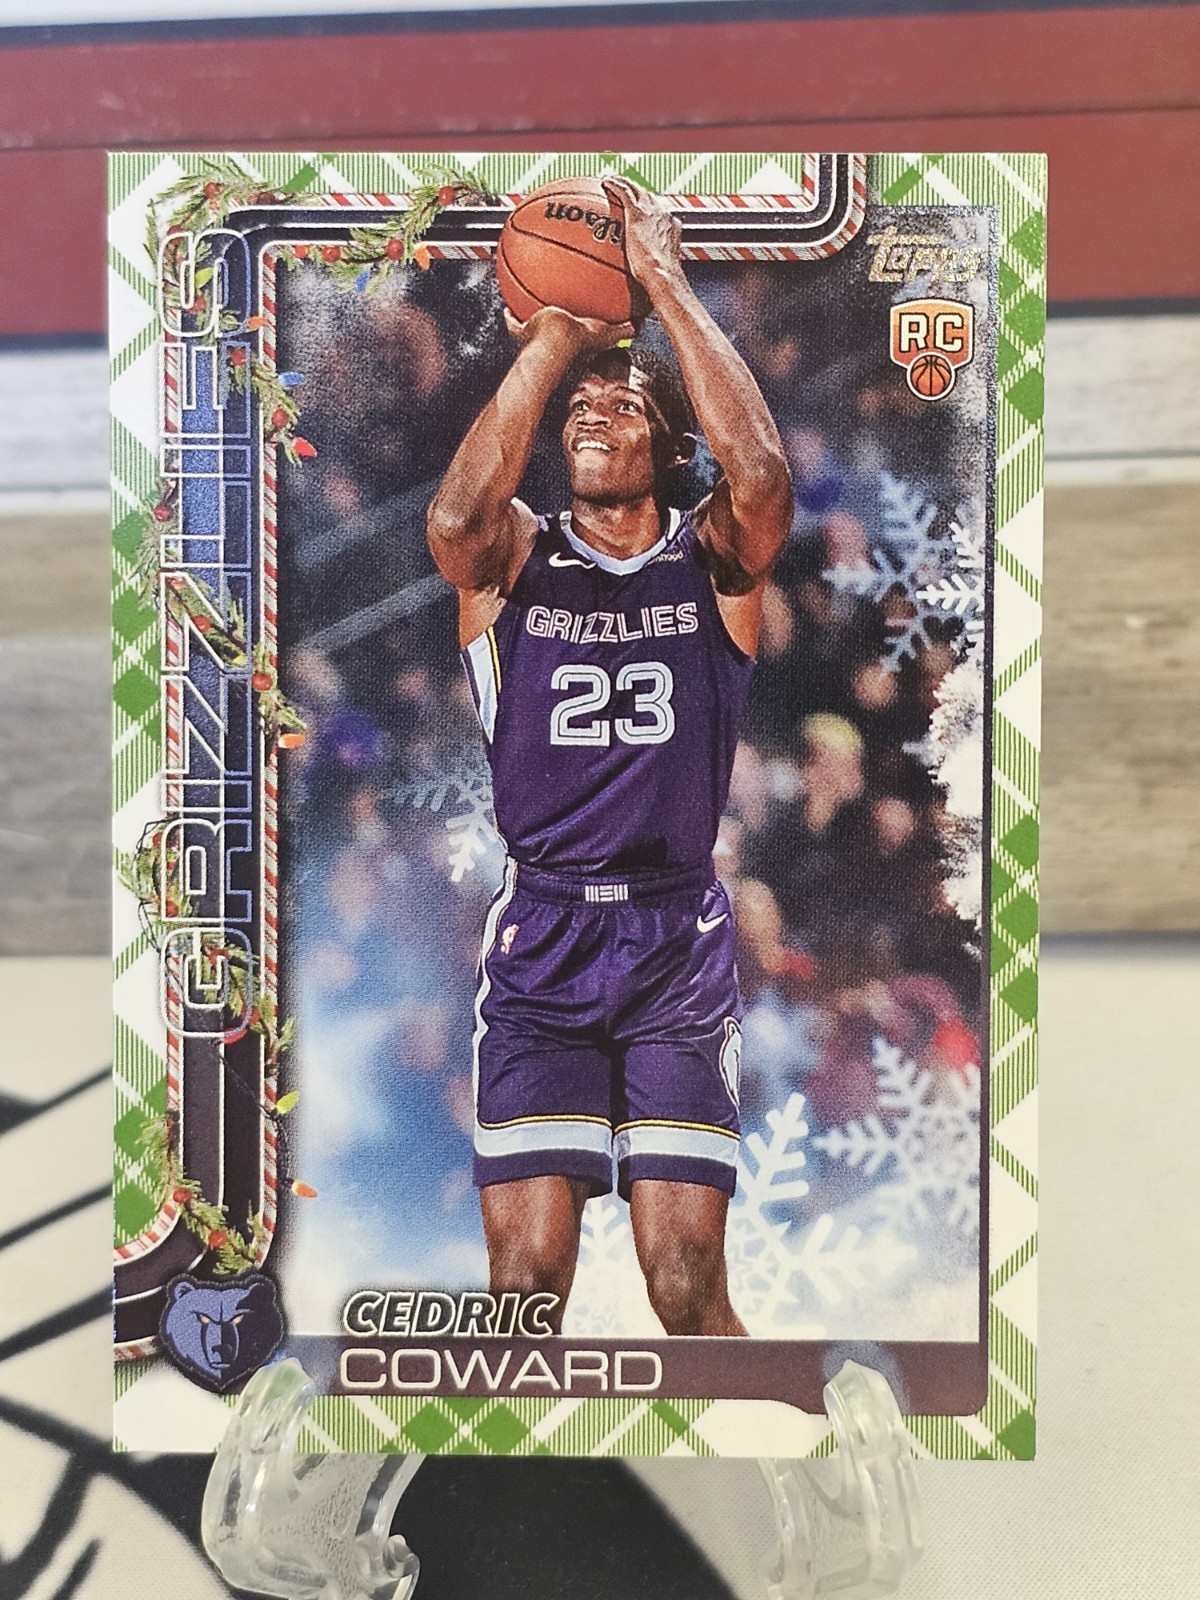 Wilson
TOPPS
RC
GRIZZLIES
GRIZZLIES
23
CEDRIC
COWARD